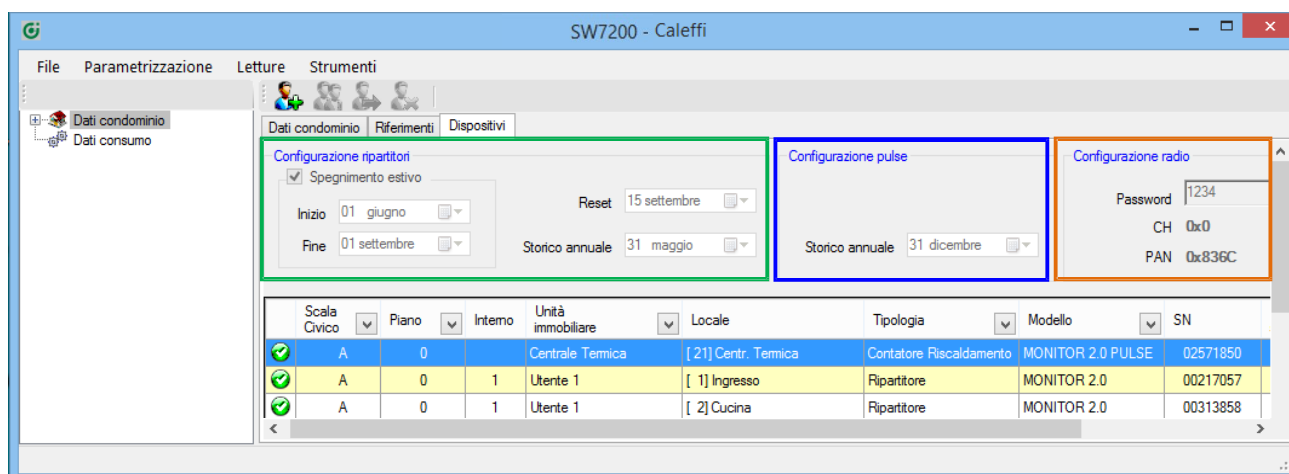 SW7200 - Caleffi
File Parametrizzazione Letture Strumenti
Dati condominio
Dati consumo
Dati condominio Riferimenti Dispositivi
Configurazione ripartitori
Spegnimento estivo
Inizio 01 giugno
Fine 01 settembre
Reset 15 settembre
Storico annuale 31 maggio
Configurazione pulse
Storico annuale 31 dicembre
Configurazione radio
Password 1234
CH 0x0
PAN 0x836C
Scala Civico Piano Interno Unità immobiliare Locale Tipologia Modello SN
A 0 Centrale Termica [ 21] Centr. Termica Contatore Riscaldamento MONITOR 2.0 PULSE 02571850
A 0 1 Utente 1 [ 1] Ingresso Ripartitore MONITOR 2.0 00217057
A 0 1 Utente 1 [ 2] Cucina Ripartitore MONITOR 2.0 00313858